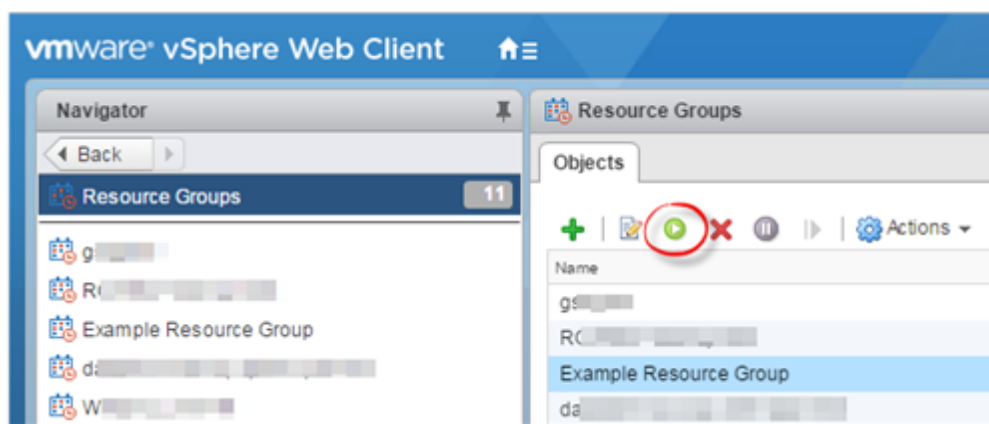 vmware® vSphere Web Client
Navigator
Resource Groups
Back
Objects
Resource Groups 11
Actions
Name
Example Resource Group
Example Resource Group